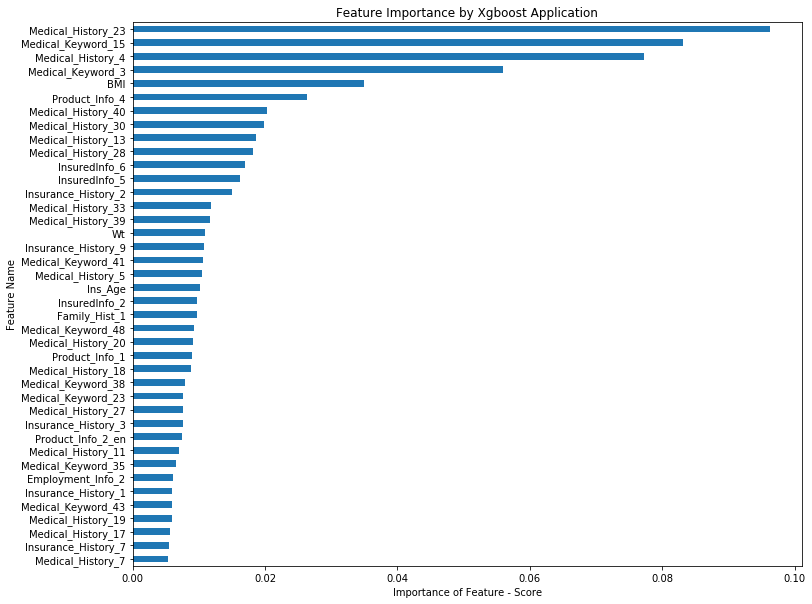 Feature Importance by Xgboost Application
Feature Name
Medical_History_23
Medical_Keyword_15
Medical_History_4
Medical_Keyword_3
BMI
Product_Info_4
Medical_History_40
Medical_History_30
Medical_History_13
Medical_History_28
InsuredInfo_6
InsuredInfo_5
Insurance_History_2
Medical_History_33
Medical_History_39
Wt
Insurance_History_9
Medical_Keyword_41
Medical_History_5
Ins_Age
InsuredInfo_2
Family_Hist_1
Medical_Keyword_48
Medical_History_20
Product_Info_1
Medical_History_18
Medical_Keyword_38
Medical_Keyword_23
Medical_History_27
Insurance_History_3
Product_Info_2_en
Medical_History_11
Medical_Keyword_35
Employment_Info_2
Insurance_History_1
Medical_Keyword_43
Medical_History_19
Medical_History_17
Insurance_History_7
Medical_History_7
0.00 0.02 0.04 0.06 0.08 0.10
Importance of Feature - Score